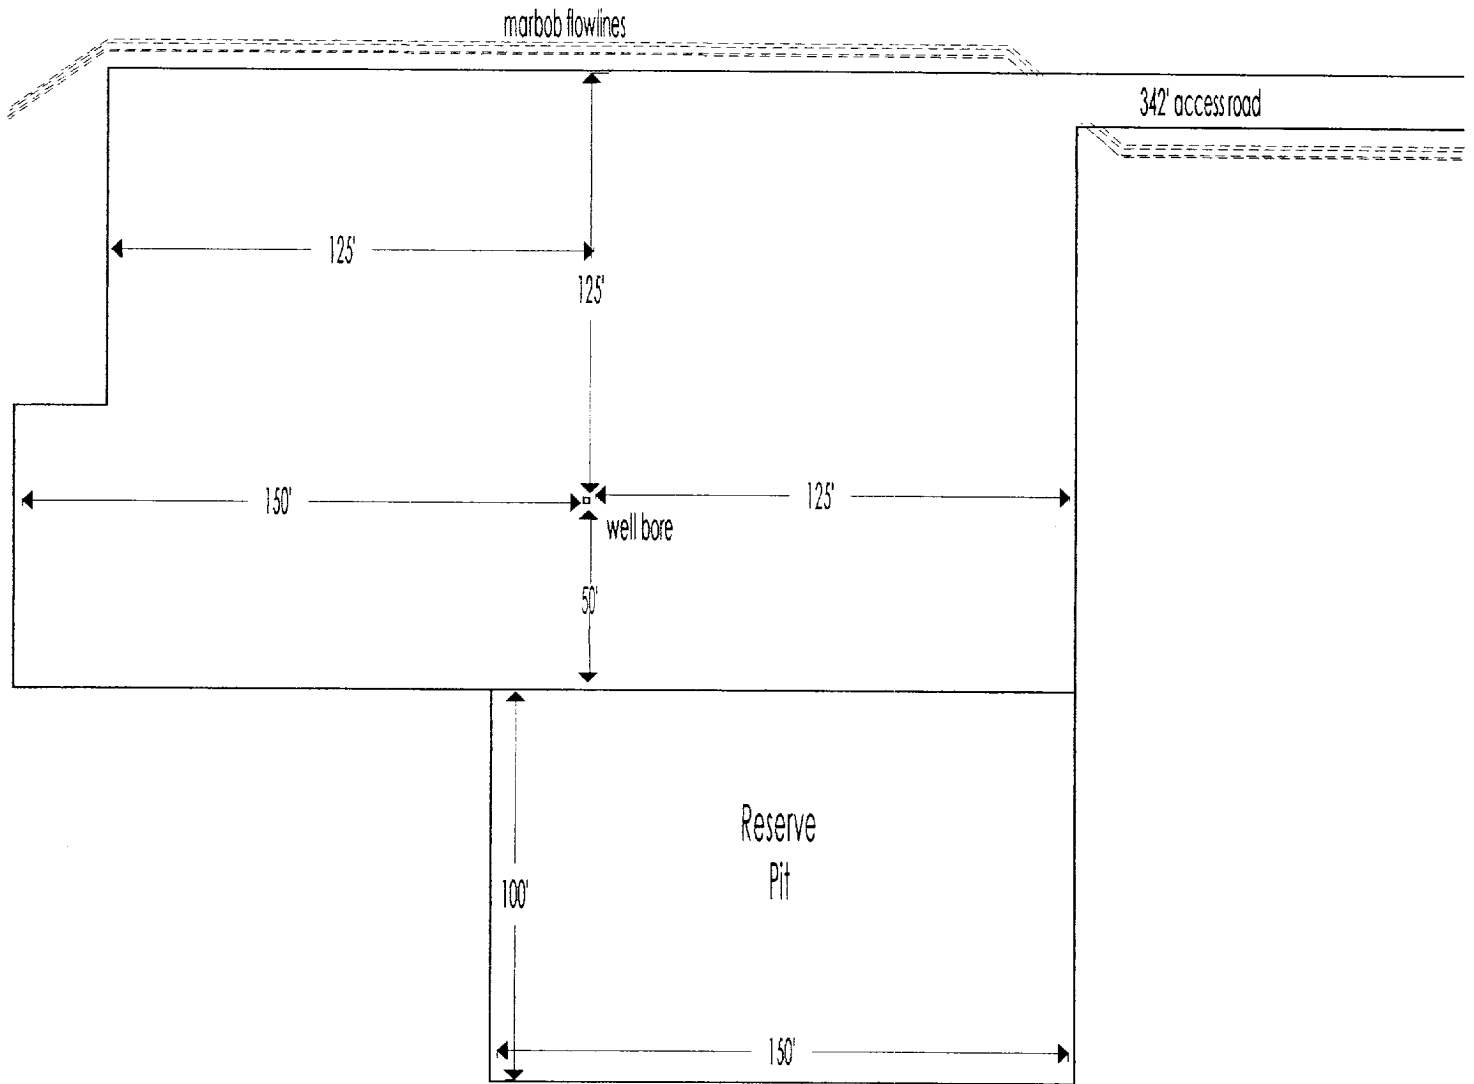 marbob flowlines
342' access road
125'
125'
150'
125'
well bore
50'
Reserve
Pit
100'
150'